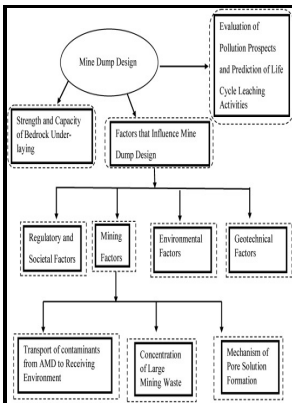 Evaluation of
Pollution Prospects
and Prediction of Life
Cycle Leaching
Activities
Mine Dump Design
Strength and Capacity
of Bedrock Under-
laying
Factors that Influence Mine
Dump Design
Regulatory and
Societal Factors
Mining
Factors
Environmental
Factors
Geotechnical
Factors
Transport of contaminants
from AMD to Receiving
Environment
Concentration
of Large
Mining Waste
Mechanism of
Pore Solution
Formation